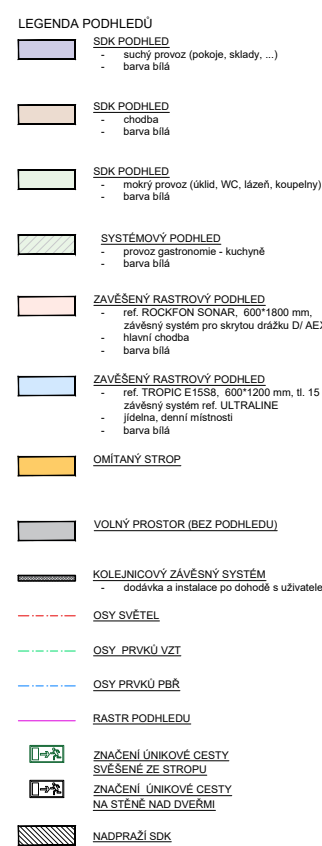 LEGENDA PODHLEDŮ
SDK PODHLED
- suchý provoz (pokoje, sklady, ...)
- barva bílá
SDK PODHLED
- chodba
- barva bílá
SDK PODHLED
- mokrý provoz (úklid, WC, lázeň, koupelny)
- barva bílá
SYSTÉMOVÝ PODHLED
- provoz gastronomie - kuchyně
- barva bílá
ZAVĚŠENÝ RASTROVÝ PODHLED
- ref. ROCKFON SONAR, 600*1800 mm,
závěsný systém pro skrytou drážku D/ AEX
- hlavní chodba
- barva bílá
ZAVĚŠENÝ RASTROVÝ PODHLED
- ref. TROPIC E15S8, 600*1200 mm, tl. 15
závěsný systém ref. ULTRALINE
- jídelna, denní místnosti
- barva bílá
OMÍTANÝ STROP
VOLNÝ PROSTOR (BEZ PODHLEDU)
KOLEJNICOVÝ ZÁVĚSNÝ SYSTÉM
- dodávka a instalace po dohodě s uživatele
OSY SVĚTEL
OSY PRVKŮ VZT
OSY PRVKŮ PBŘ
RASTR PODHLEDU
ZNAČENÍ ÚNIKOVÉ CESTY
SVĚŠENÉ ZE STROPU
ZNAČENÍ ÚNIKOVÉ CESTY
NA STĚNĚ NAD DVEŘMI
NADPRAŽÍ SDK